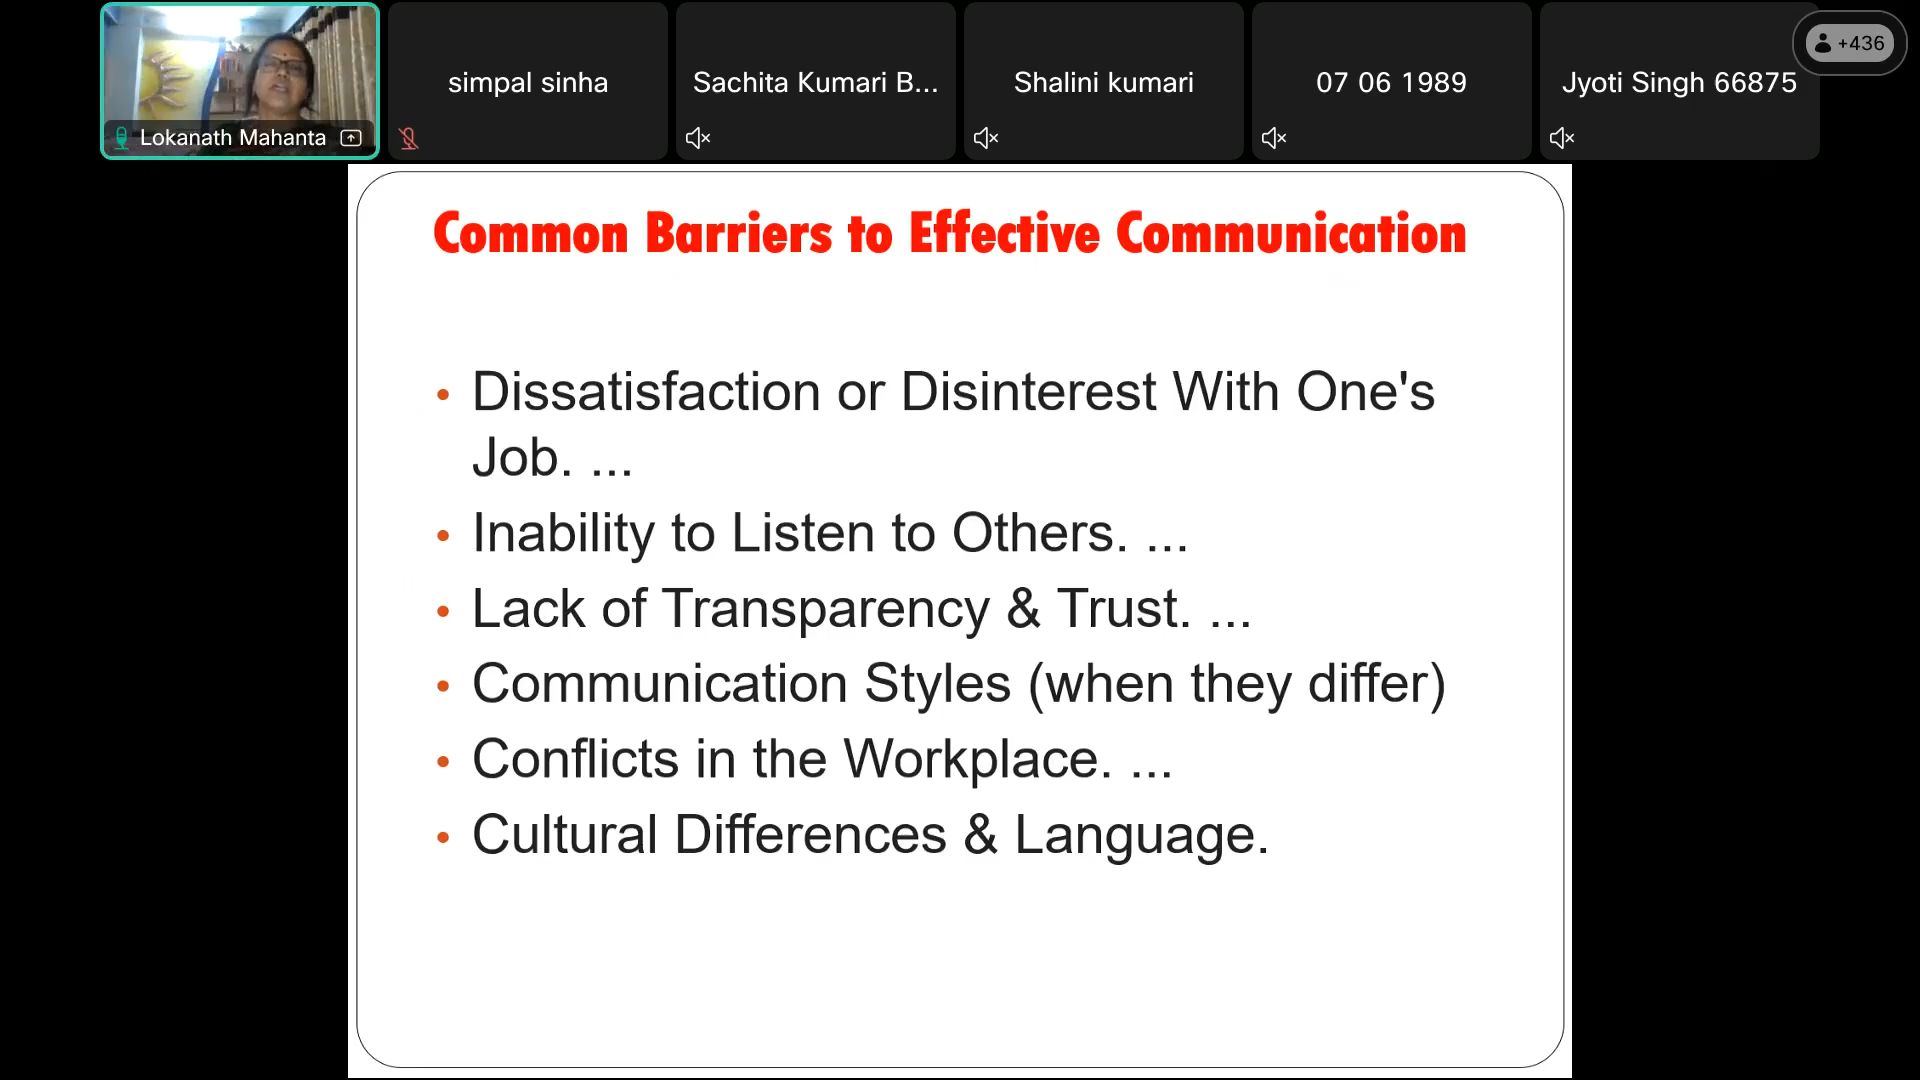 Lokanath Mahanta
simpal sinha
Sachita Kumari B...
Shalini kumari
07 06 1989
Jyoti Singh 66875
+436
Common Barriers to Effective Communication
• Dissatisfaction or Disinterest With One's
Job. ...
• Inability to Listen to Others. ...
• Lack of Transparency & Trust. ...
• Communication Styles (when they differ)
• Conflicts in the Workplace. ...
• Cultural Differences & Language.